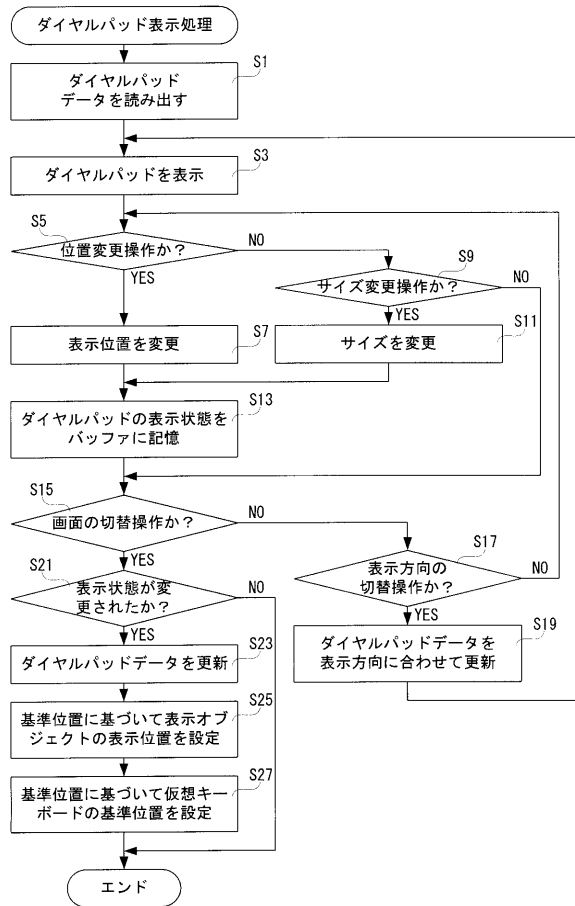 ダイヤルパッド表示処理
S1
ダイヤルパッド
データを読み出す
S3
ダイヤルパッドを表示
S5
位置変更操作か？
NO
YES
S9
サイズ変更操作か？
NO
YES
S7
表示位置を変更
S11
サイズを変更
S13
ダイヤルパッドの表示状態を
バッファに記憶
S15
画面の切替操作か？
NO
YES
S17
表示方向の
切替操作か？
NO
YES
S21
表示状態が変
更されたか？
NO
YES
S19
ダイヤルパッドデータを
表示方向に合わせて更新
S23
ダイヤルパッドデータを更新
S25
基準位置に基づいて表示オブ
ジェクトの表示位置を設定
S27
基準位置に基づいて仮想キー
ボードの基準位置を設定
エンド